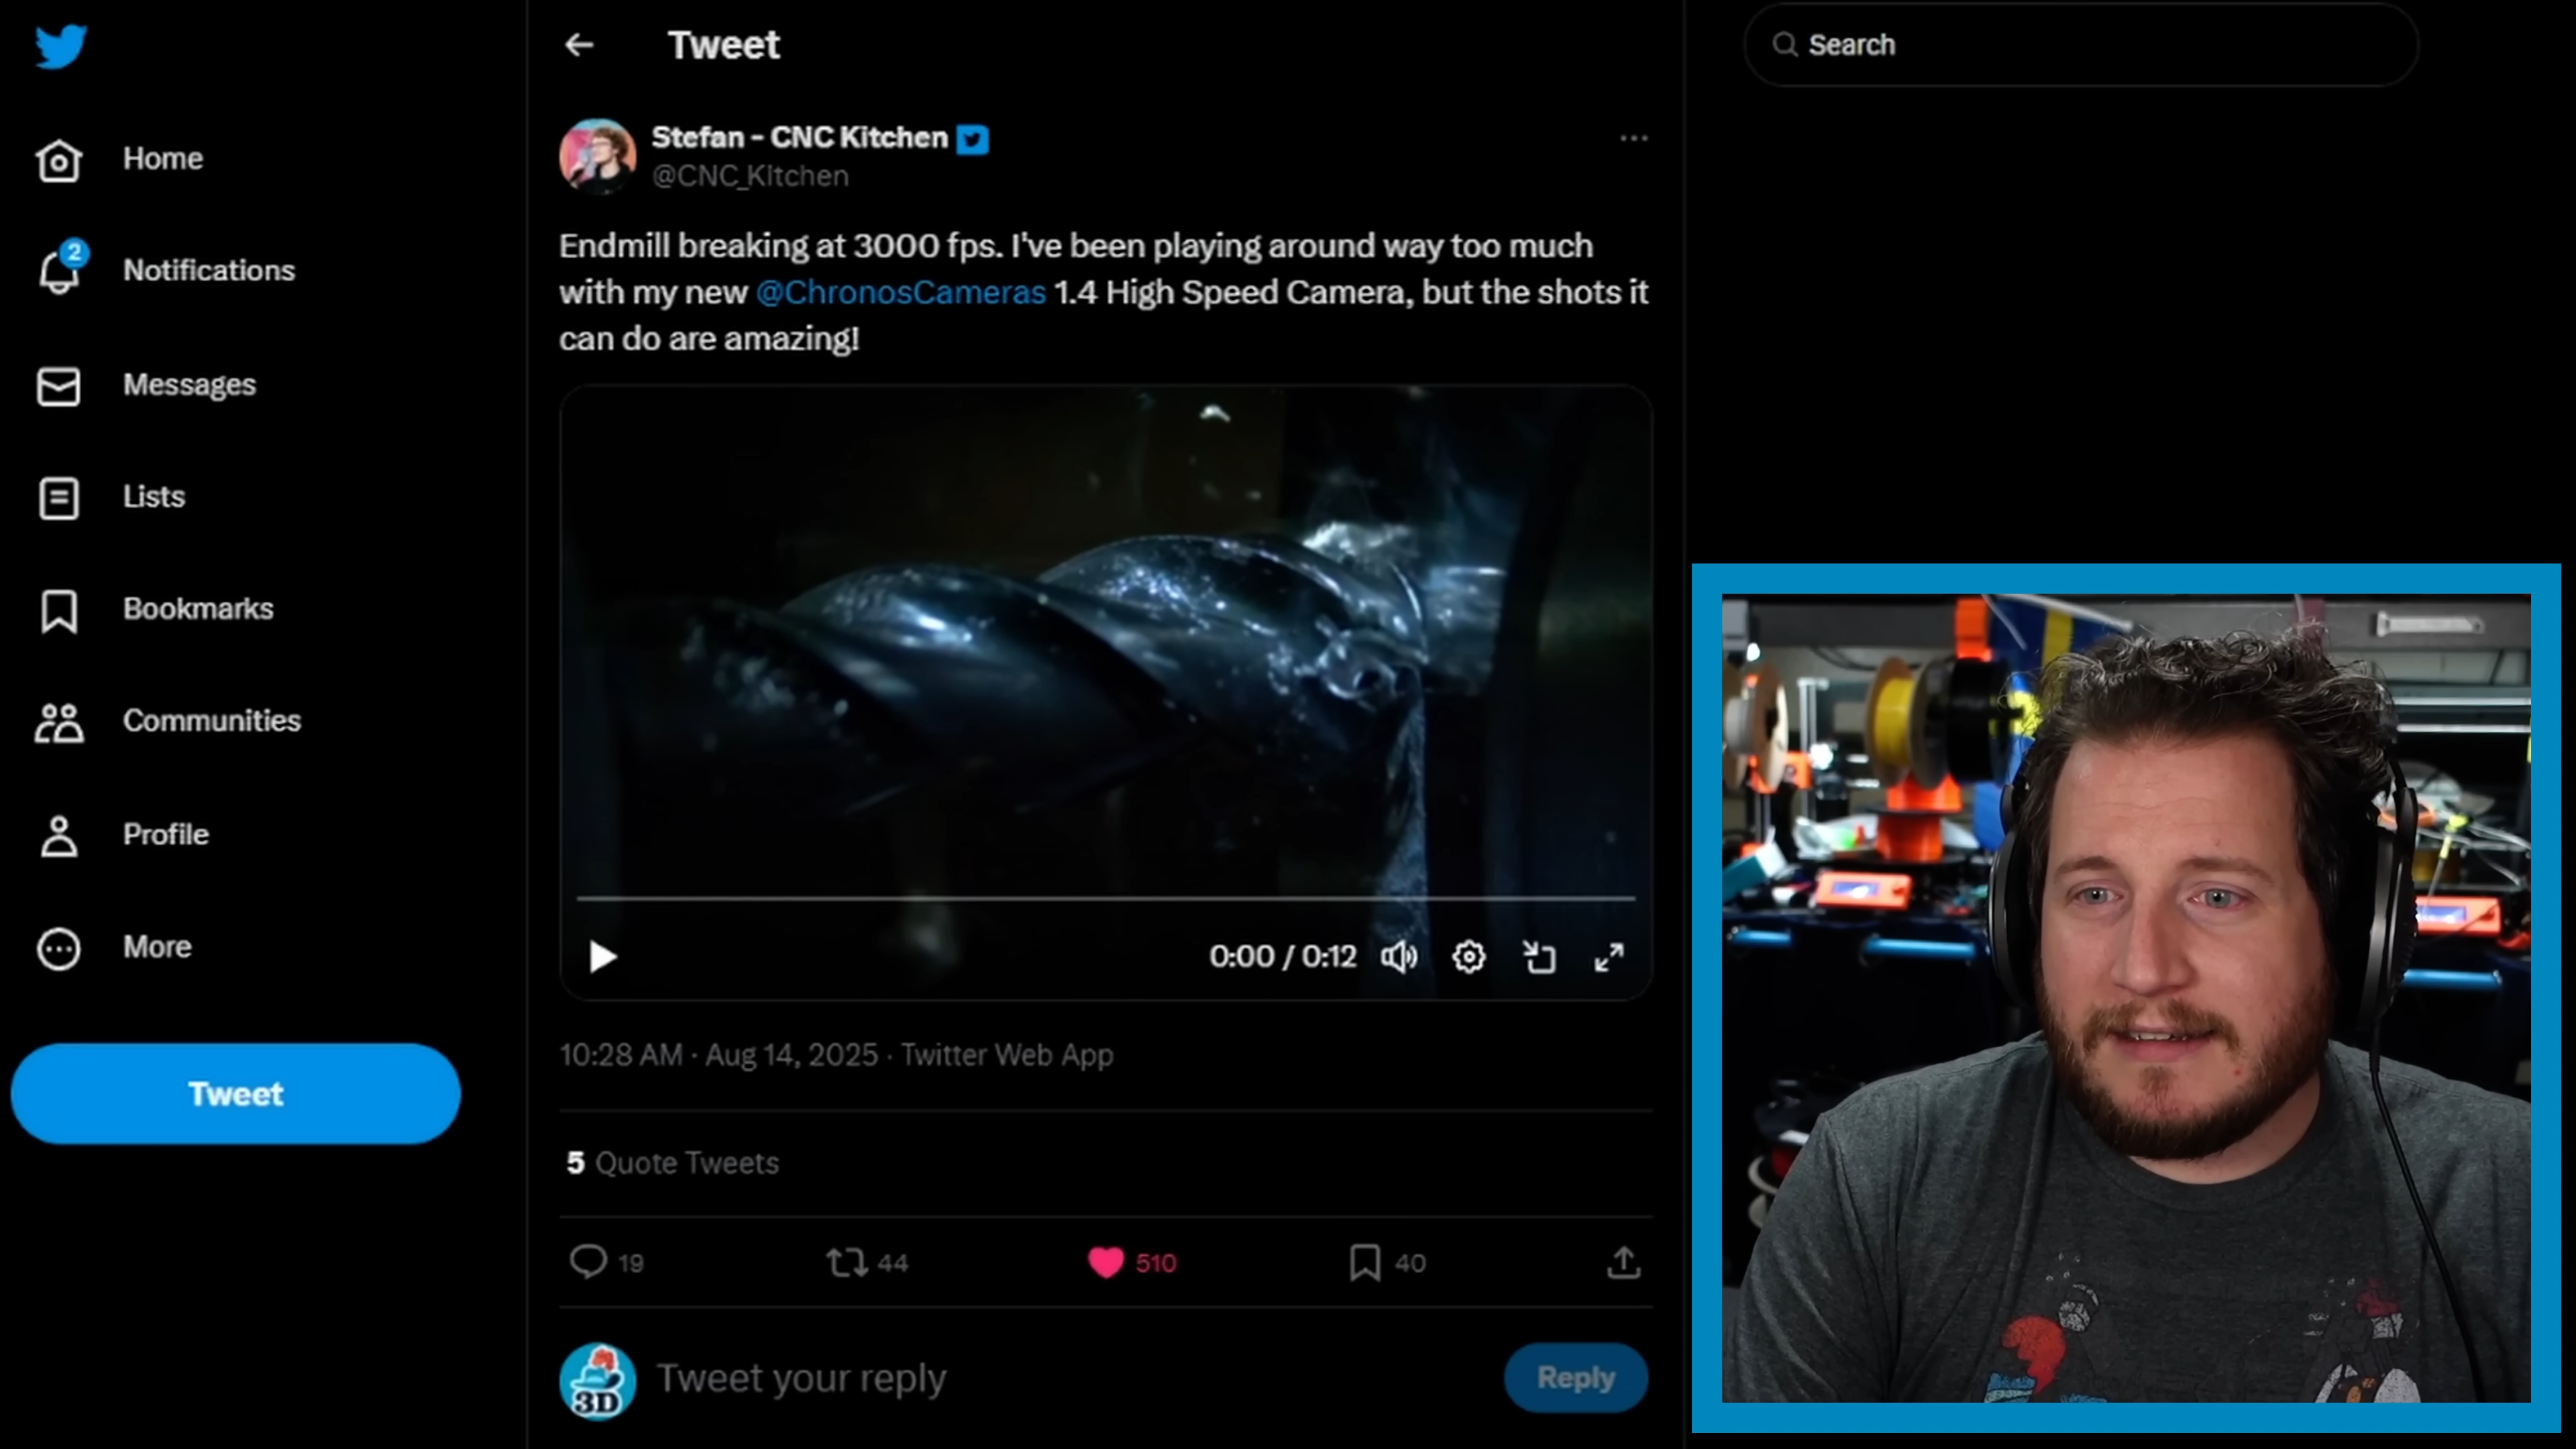 Tweet
Search
Stefan - CNC Kitchen
@CNC_Kitchen
Home
2
Notifications
Endmill breaking at 3000 fps. I've been playing around way too much
with my new @ChronosCameras 1.4 High Speed Camera, but the shots it
can do are amazing!
Messages
Lists
Bookmarks
Communities
Profile
More
0:00 / 0:12
10:28 AM · Aug 14, 2025 · Twitter Web App
Tweet
5 Quote Tweets
19
44
510
40
3D
Tweet your reply
Reply